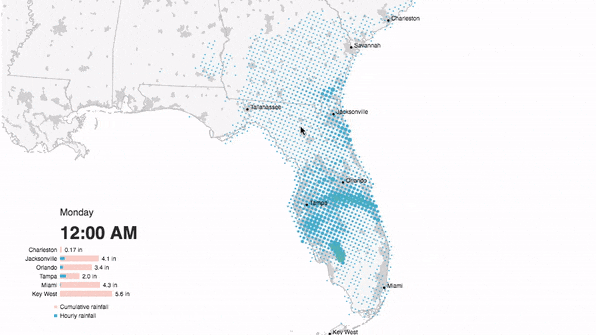 Charleston
Savannah
Tallahassee
Jacksonville
Orlando
Tampa
Miami
Key West
Monday
12:00 AM
Charleston 0.17 in
Jacksonville 4.1 in
Orlando 3.4 in
Tampa 2.0 in
Miami 4.3 in
Key West 5.6 in
Cumulative rainfall
Hourly rainfall